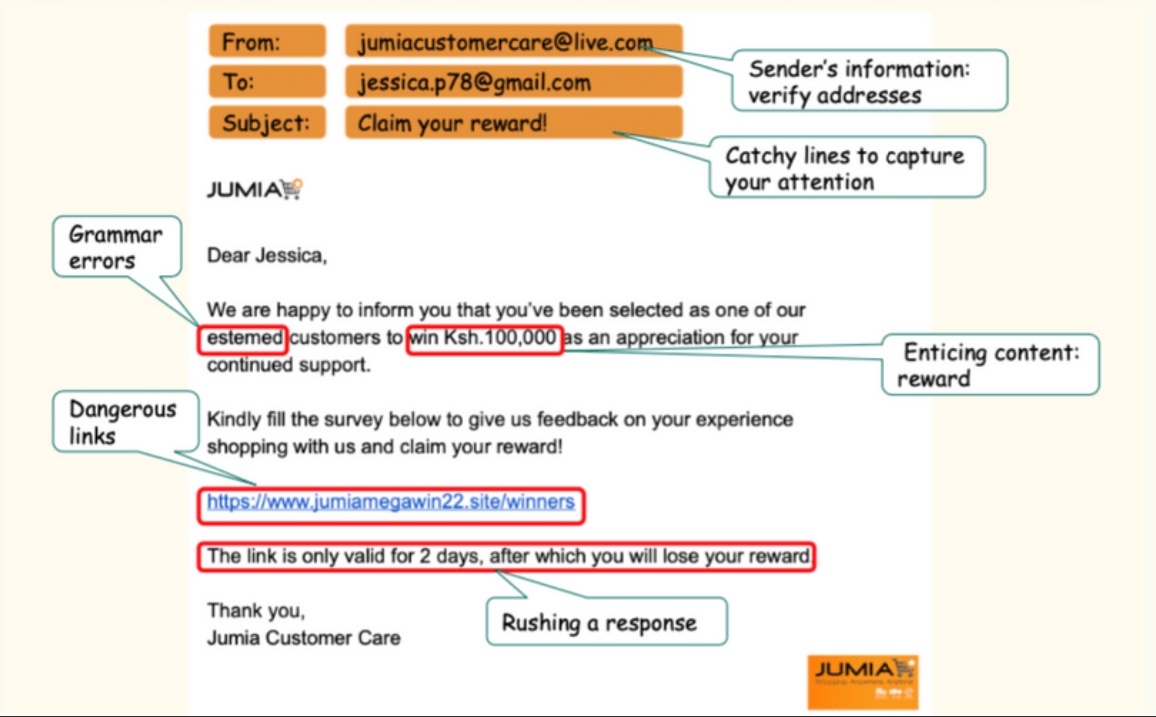 From: jumiacustomercare@live.com
To: jessica.p78@gmail.com
Subject: Claim your reward!
Sender's information:
verify addresses
Catchy lines to capture
your attention
JUMIA
Grammar
errors
Dear Jessica,
We are happy to inform you that you've been selected as one of our
estemed customers to win Ksh.100,000 as an appreciation for your
continued support.
Enticing content:
reward
Dangerous
links
Kindly fill the survey below to give us feedback on your experience
shopping with us and claim your reward!
https://www.jumiamegawin22.site/winners
The link is only valid for 2 days, after which you will lose your reward.
Rushing a response
Thank you,
Jumia Customer Care
JUMIA